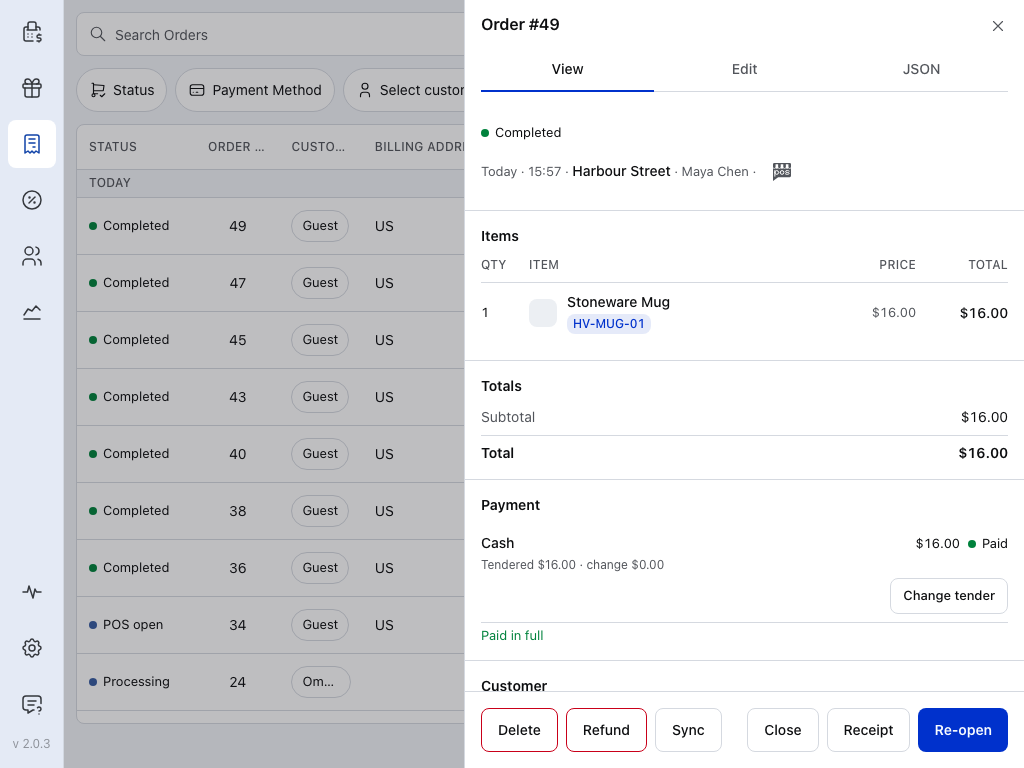 Search Orders
Status
Payment Method
Select custor
STATUS ORDER ... CUSTO... BILLING ADDR
TODAY
Completed 49 Guest US
Completed 47 Guest US
Completed 45 Guest US
Completed 43 Guest US
Completed 40 Guest US
Completed 38 Guest US
Completed 36 Guest US
POS open 34 Guest US
Processing 24 Om...
v 2.0.3
Order #49
View Edit JSON
Completed
Today · 15:57 · Harbour Street · Maya Chen · pos
Items
QTY ITEM PRICE TOTAL
1 Stoneware Mug $16.00 $16.00
HV-MUG-01
Totals
Subtotal $16.00
Total $16.00
Payment
Cash $16.00 Paid
Tendered $16.00 · change $0.00
Change tender
Paid in full
Customer
Delete Refund Sync Close Receipt Re-open